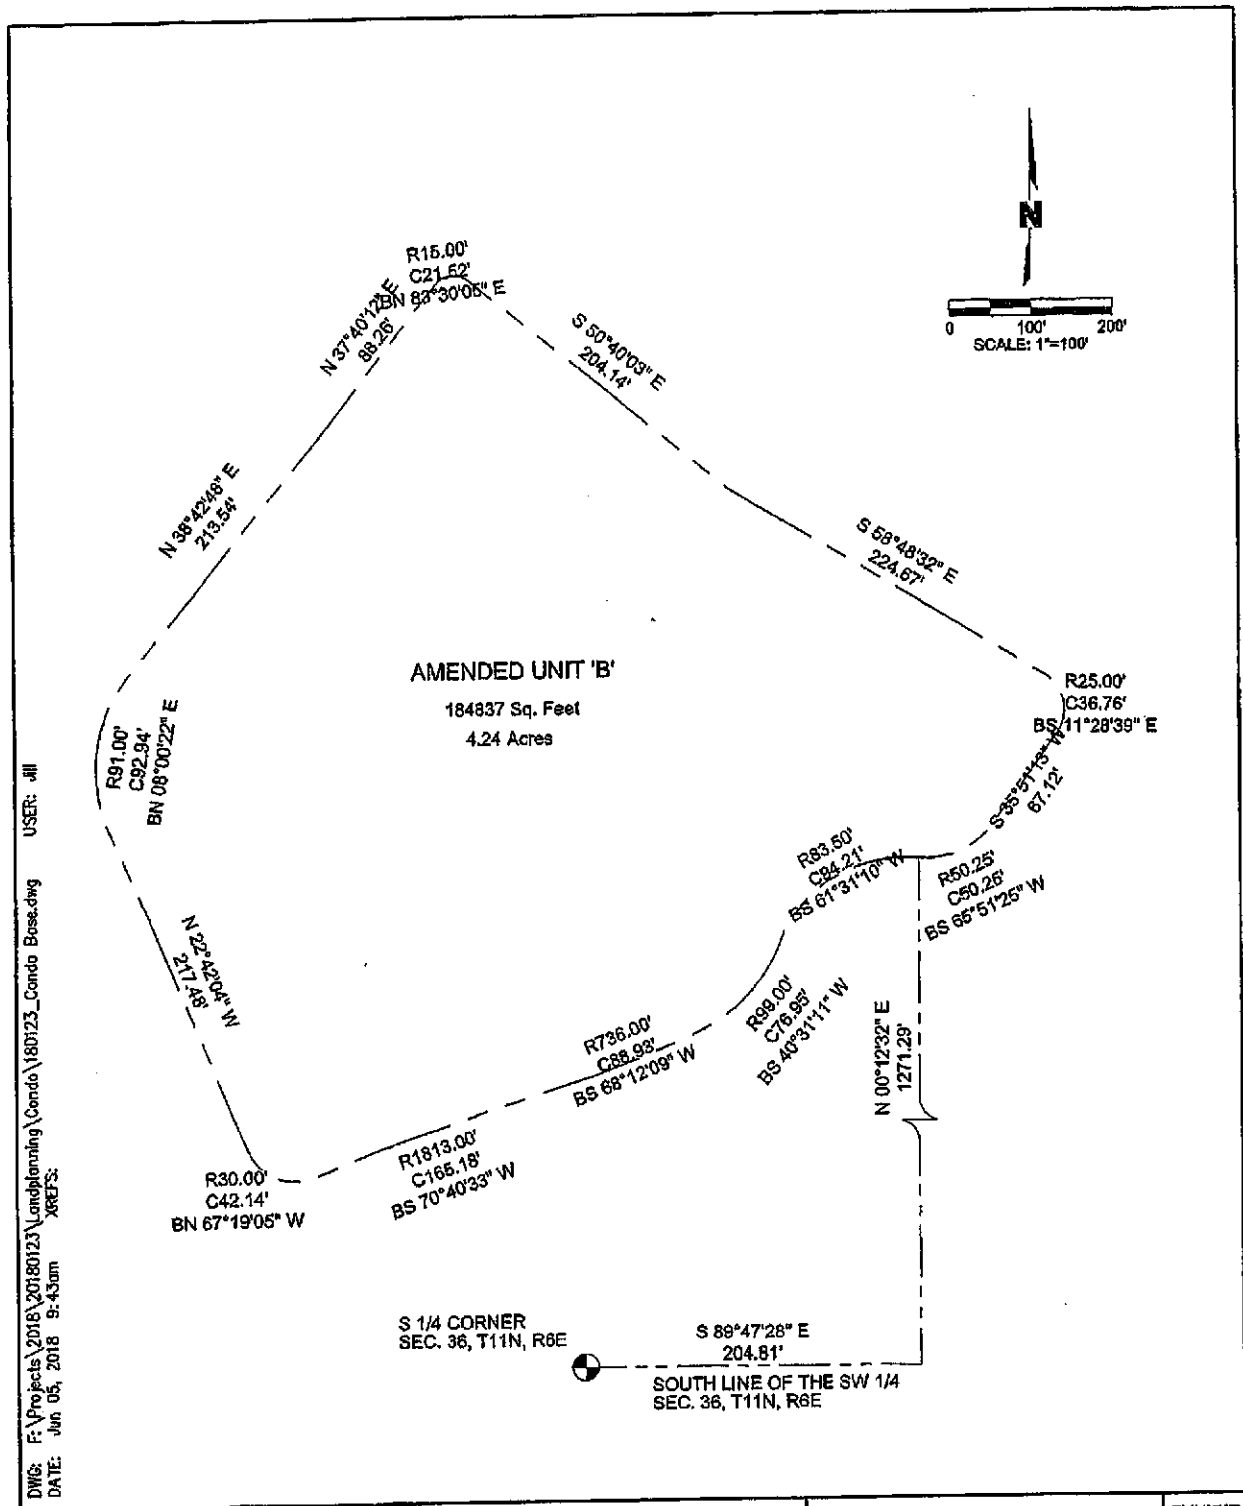 R15.00'
C21.52'
BN 83°30'05" E
N 37°40'12" E
88.26'
S 50°40'03" E
204.14'
N
0 100' 200'
SCALE: 1"=100'
N 38°42'48" E
213.54'
S 58°48'32" E
224.67'
AMENDED UNIT 'B'
184837 Sq. Feet
4.24 Acres
R25.00'
C36.76'
BS 11°28'39" E
R91.00'
C92.94'
BN 08°00'22" E
S 35°51'13" W
67.12'
R83.50'
C84.21'
BS 61°31'10" W
R50.25'
C50.26'
BS 65°51'25" W
N 22°42'04" W
217.48'
R99.00'
C76.95'
BS 40°31'11" W
R736.00'
C88.93'
BS 68°12'09" W
N 00°12'32" E
1271.29'
R1813.00'
C165.18'
BS 70°40'33" W
R30.00'
C42.14'
BN 67°19'05" W
S 1/4 CORNER
SEC. 36, T11N, R6E
S 89°47'28" E
204.81'
SOUTH LINE OF THE SW 1/4
SEC. 36, T11N, R6E
DWG: F:\Projects\2018\20180123\Landplanning\Condo\180123_Condo Base.dwg USER: Jill
DATE: Jun 05, 2018 9:43am XREFS: